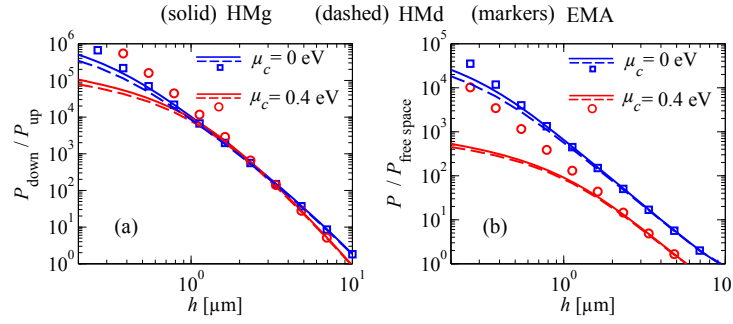 (solid) HMg (dashed) HMd (markers) EMA
10^6
10^5
10^4
10^3
10^2
10^1
10^0
P_down / P_up
μ_c = 0 eV
μ_c = 0.4 eV
(a)
10^0
10^1
h [µm]
10^5
10^4
10^3
10^2
10^1
10^0
P / P_free space
μ_c = 0 eV
μ_c = 0.4 eV
(b)
10^0
10^1
h [µm]